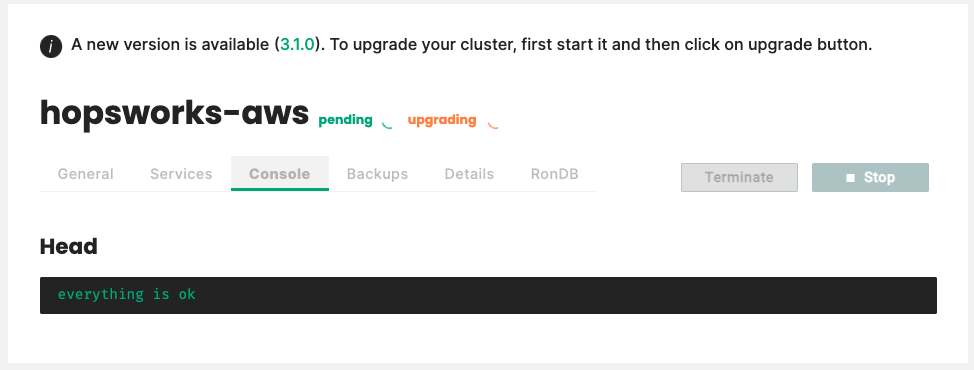 i A new version is available (3.1.0). To upgrade your cluster, first start it and then click on upgrade button.
hopsworks-aws pending upgrading
General Services Console Backups Details RonDB Terminate Stop
Head
everything is ok